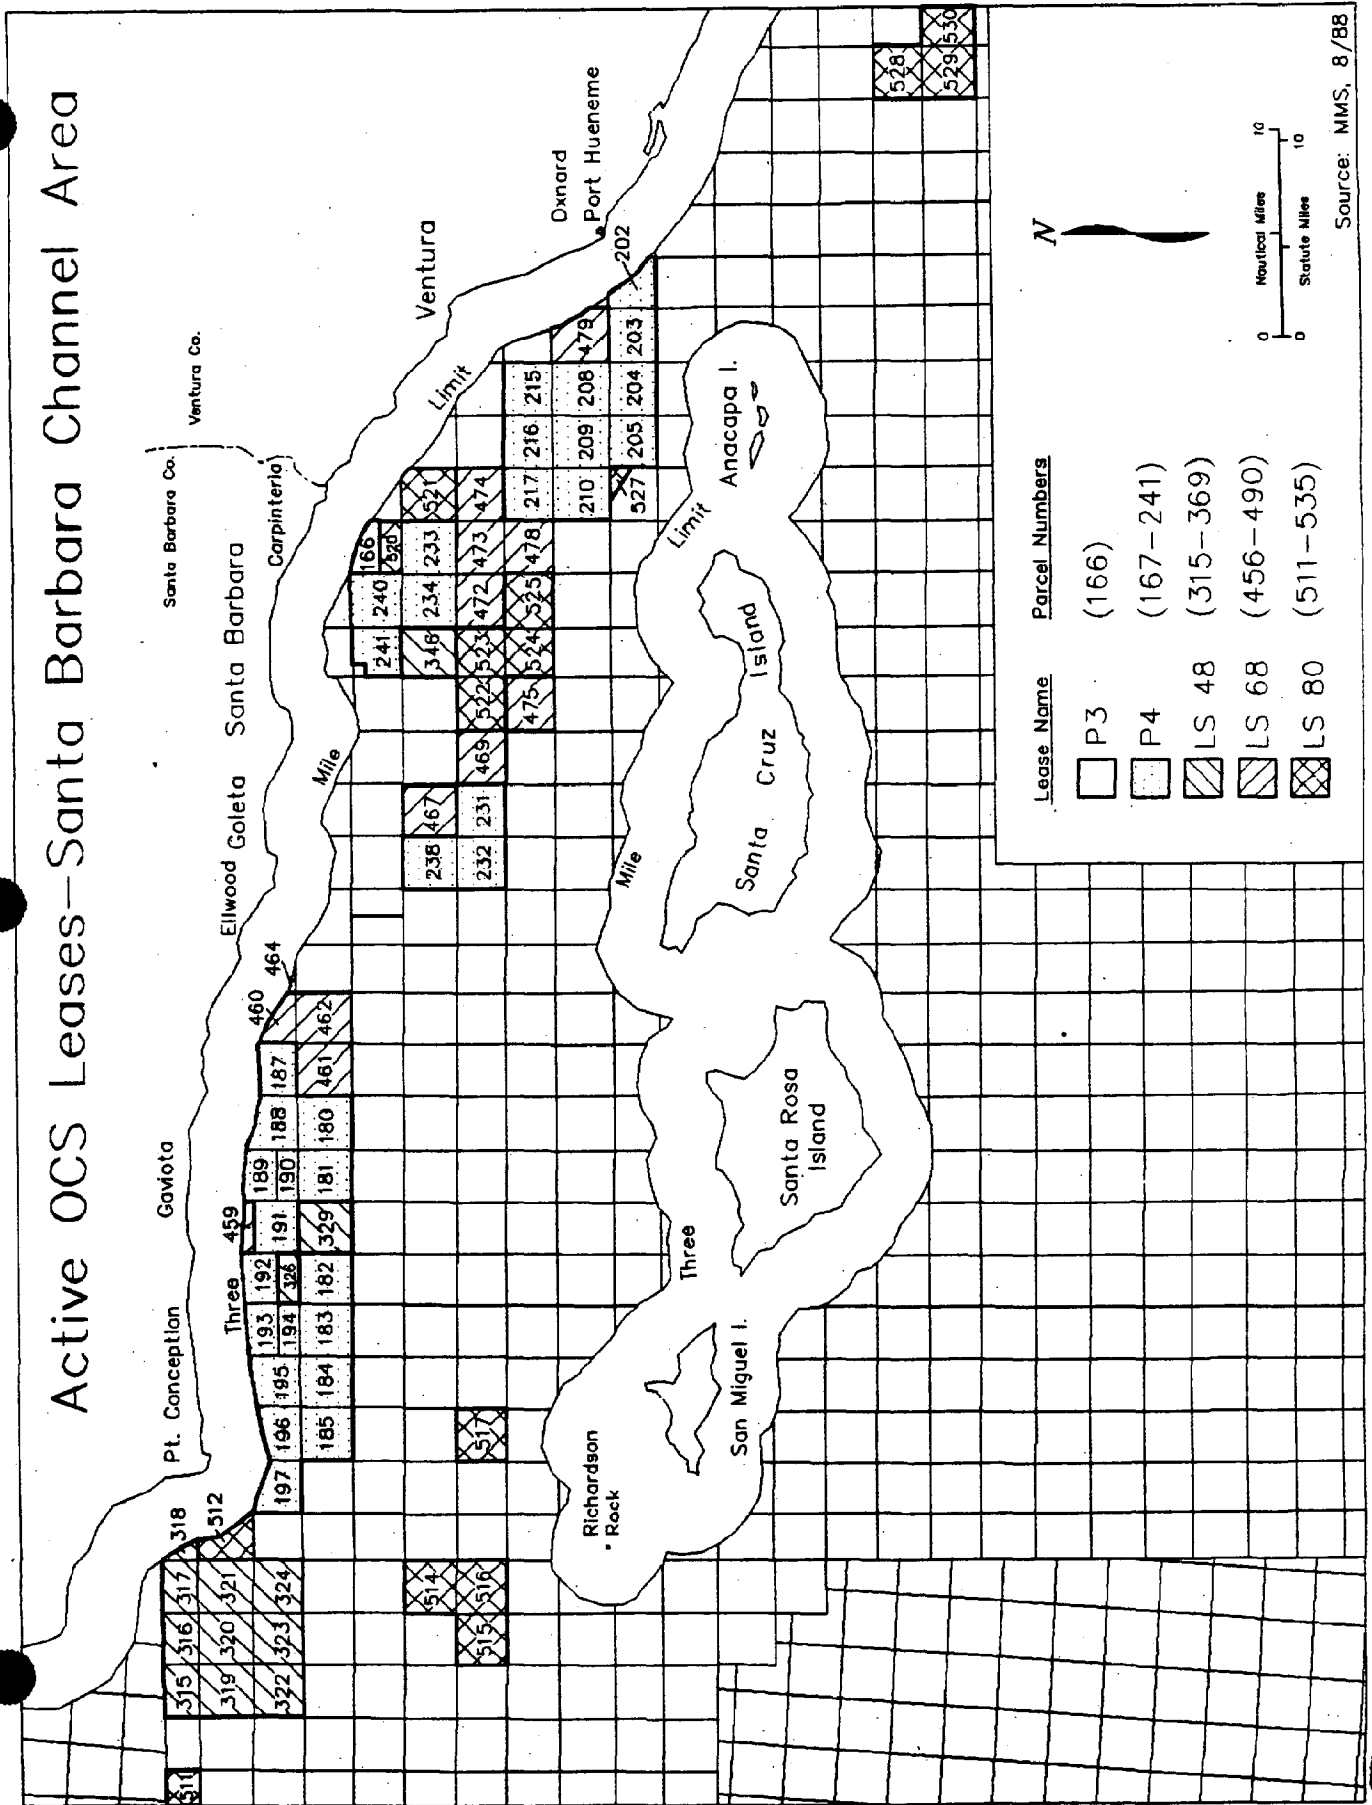 Active OCS Leases-Santa Barbara Channel Area
Santa Barbara Co.
Ventura Co.
Pt. Conception
Gaviota
Ellwood
Goleta
Santa Barbara
Carpinteria
Ventura
Oxnard
Port Hueneme
Three
Mile
Limit
511
315
316
317
318
319
320
321
512
322
323
324
197
196
195
193
194
192
326
459
191
189
190
188
187
460
464
185
184
183
182
329
181
180
461
462
514
515
516
517
238
467
232
231
469
241
240
166
520
346
234
233
521
522
523
472
473
474
475
524
525
478
217
216
215
210
209
208
479
527
205
204
203
202
528
529
530
Richardson
Rock
San Miguel I.
Three
Santa Rosa
Island
Mile
Santa
Cruz
Island
Limit
Anacapa I.
Lease Name Parcel Numbers
P3 (166)
P4 (167-241)
LS 48 (315-369)
LS 68 (456-490)
LS 80 (511-535)
N
0 Nautical Miles 10
0 Statute Miles 10
Source: MMS, 8/88